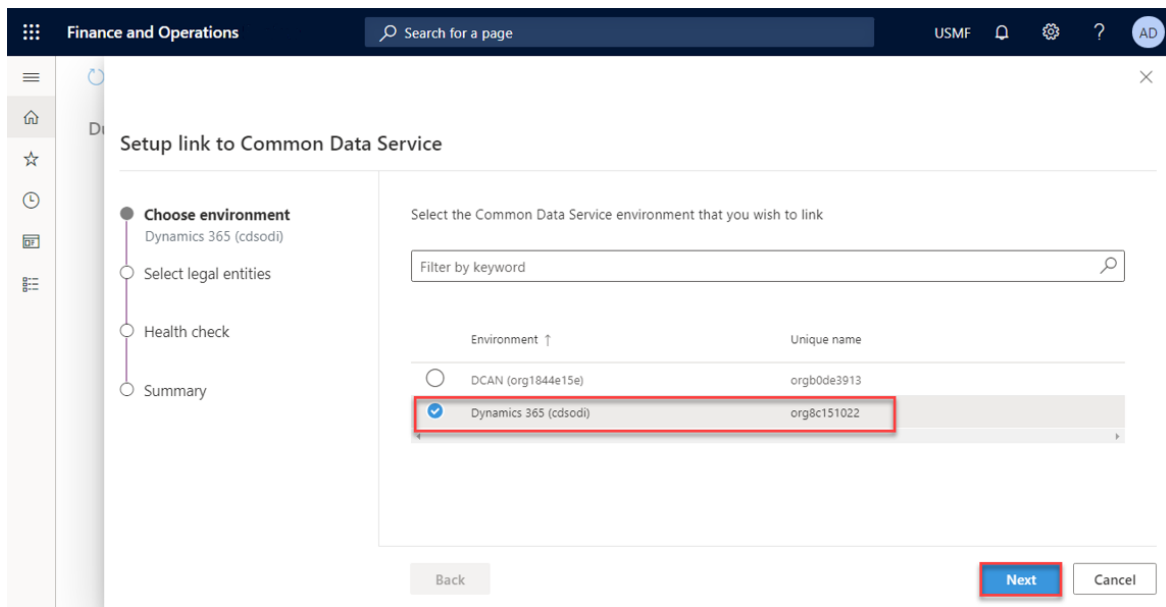 Finance and Operations
Search for a page
USMF
?
AD
Du
Setup link to Common Data Service
Choose environment
Dynamics 365 (cdsodi)
Select legal entities
Health check
Summary
Select the Common Data Service environment that you wish to link
Filter by keyword
Environment ↑ Unique name
DCAN (org1844e15e) orgb0de3913
Dynamics 365 (cdsodi) org8c151022
Back Next Cancel